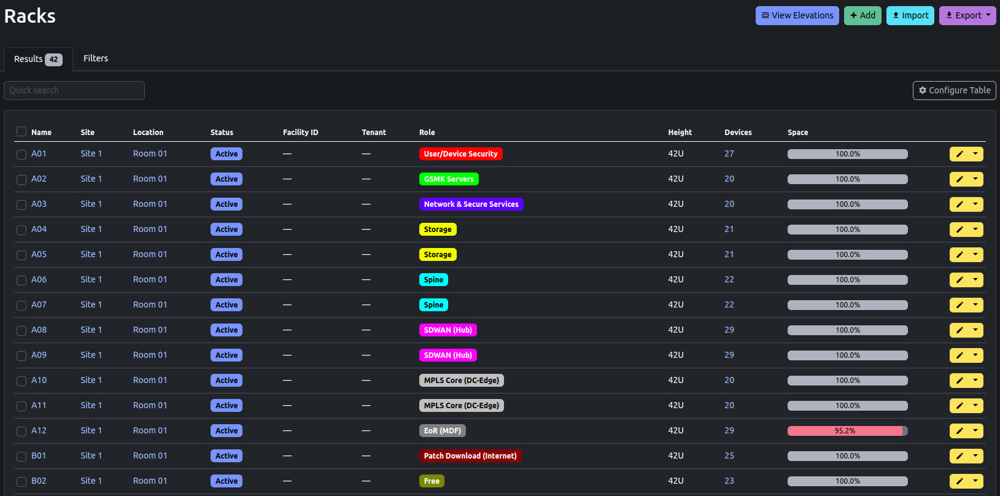 Racks
View Elevations Add Import Export
Results 42 Filters
Quick search
Configure Table
Name Site Location Status Facility ID Tenant Role Height Devices Space
A01 Site 1 Room 01 Active — — User/Device Security 42U 27 100.0%
A02 Site 1 Room 01 Active — — GSMK Servers 42U 20 100.0%
A03 Site 1 Room 01 Active — — Network & Secure Services 42U 20 100.0%
A04 Site 1 Room 01 Active — — Storage 42U 21 100.0%
A05 Site 1 Room 01 Active — — Storage 42U 21 100.0%
A06 Site 1 Room 01 Active — — Spine 42U 22 100.0%
A07 Site 1 Room 01 Active — — Spine 42U 22 100.0%
A08 Site 1 Room 01 Active — — SDWAN (Hub) 42U 29 100.0%
A09 Site 1 Room 01 Active — — SDWAN (Hub) 42U 29 100.0%
A10 Site 1 Room 01 Active — — MPLS Core (DC-Edge) 42U 20 100.0%
A11 Site 1 Room 01 Active — — MPLS Core (DC-Edge) 42U 20 100.0%
A12 Site 1 Room 01 Active — — EoR (MDF) 42U 29 95.2%
B01 Site 1 Room 01 Active — — Patch Download (Internet) 42U 25 100.0%
B02 Site 1 Room 01 Active — — Free 42U 23 100.0%